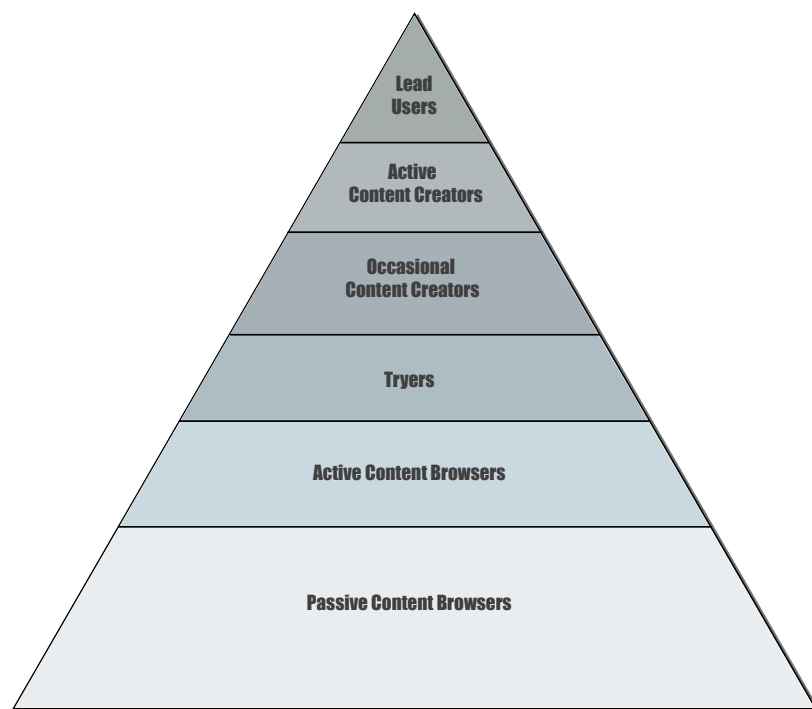 Lead
Users
Active
Content Creators
Occasional
Content Creators
Tryers
Active Content Browsers
Passive Content Browsers